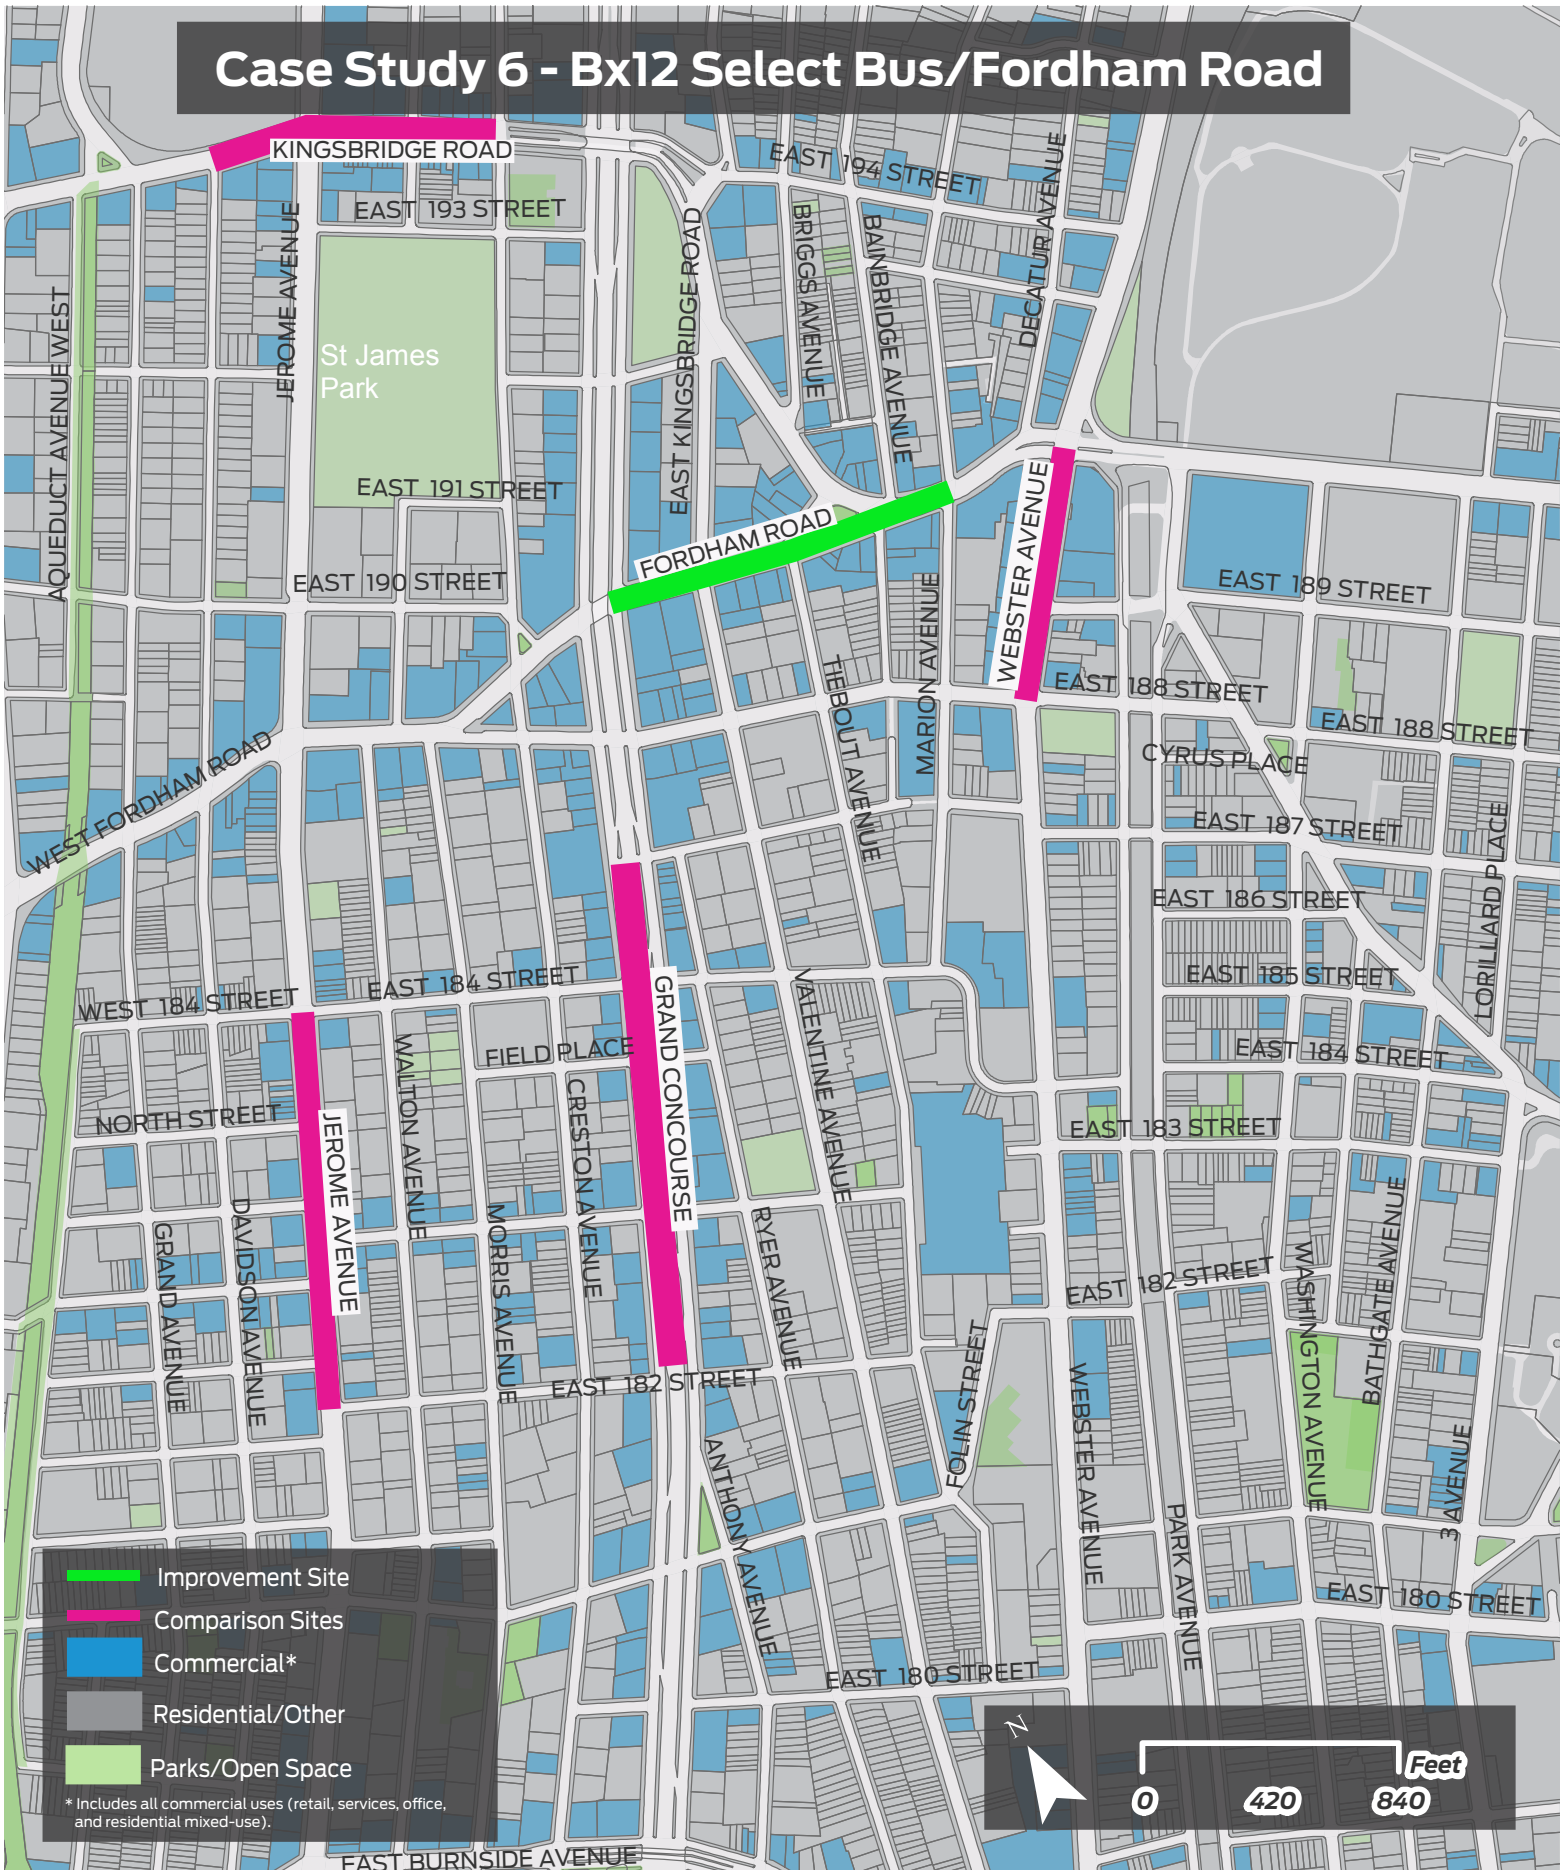 Case Study 6 - Bx12 Select Bus/Fordham Road
KINGSBRIDGE ROAD
EAST 194 STREET
EAST 193 STREET
JEROME AVENUE
EAST KINGSBRIDGE ROAD
BRIGGS AVENUE
BAINBRIDGE AVENUE
DECATUR AVENUE
AQUEDUCT AVENUE WEST
St James
Park
EAST 191 STREET
FORDHAM ROAD
WEBSTER AVENUE
EAST 190 STREET
EAST 189 STREET
MARION AVENUE
TIEBOUT AVENUE
EAST 188 STREET
EAST 188 STREET
CYRUS PLACE
WEST FORDHAM ROAD
EAST 187 STREET
LORILLARD PLACE
EAST 186 STREET
EAST 185 STREET
WEST 184 STREET
EAST 184 STREET
GRAND CONCOURSE
VALENTINE AVENUE
FIELD PLACE
WALTON AVENUE
CRESTON AVENUE
EAST 184 STREET
NORTH STREET
JEROME AVENUE
EAST 183 STREET
GRAND AVENUE
DAVIDSON AVENUE
MORRIS AVENUE
RYER AVENUE
EAST 182 STREET
WASHINGTON AVENUE
BATHGATE AVENUE
EAST 182 STREET
FOLIN STREET
WEBSTER AVENUE
ANTHONY AVENUE
PARK AVENUE
3 AVENUE
EAST 180 STREET
EAST 180 STREET
EAST BURNSIDE AVENUE
Improvement Site
Comparison Sites
Commercial*
Residential/Other
Parks/Open Space
* Includes all commercial uses (retail, services, office,
and residential mixed-use).
N
Feet
0 420 840